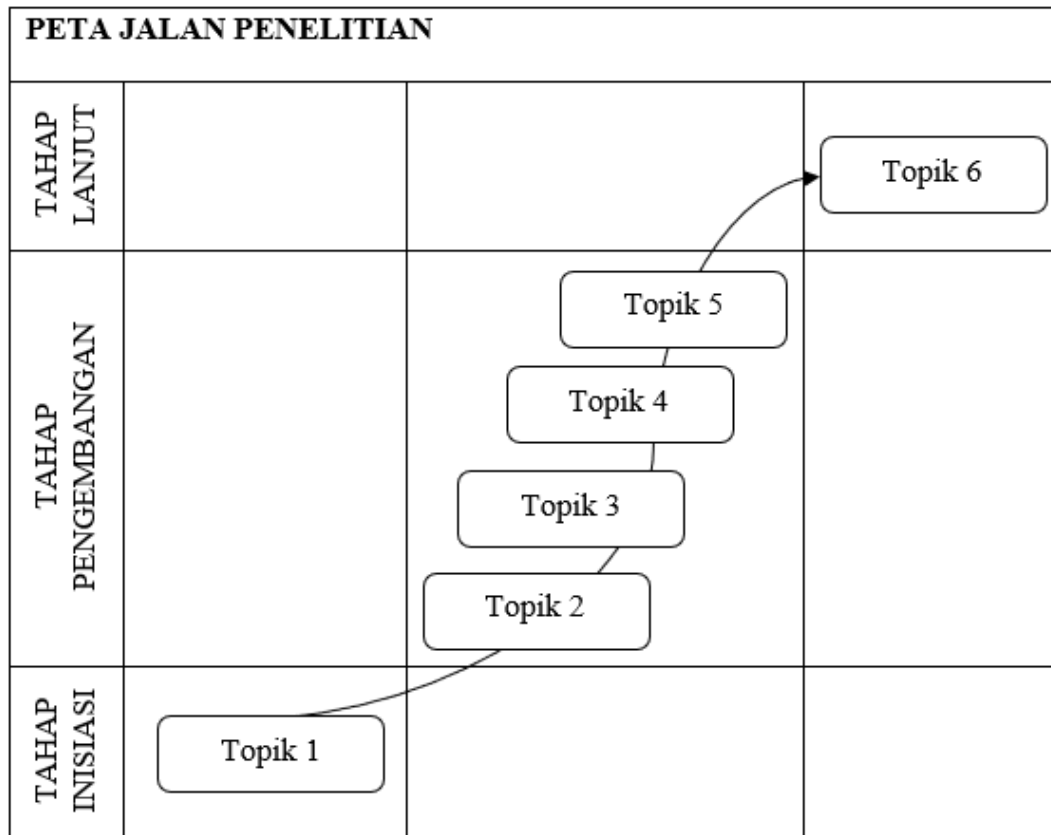 PETA JALAN PENELITIAN
TAHAP
LANJUT
Topik 6
TAHAP
PENGEMBANGAN
Topik 5
Topik 4
Topik 3
Topik 2
TAHAP
INISIASI
Topik 1